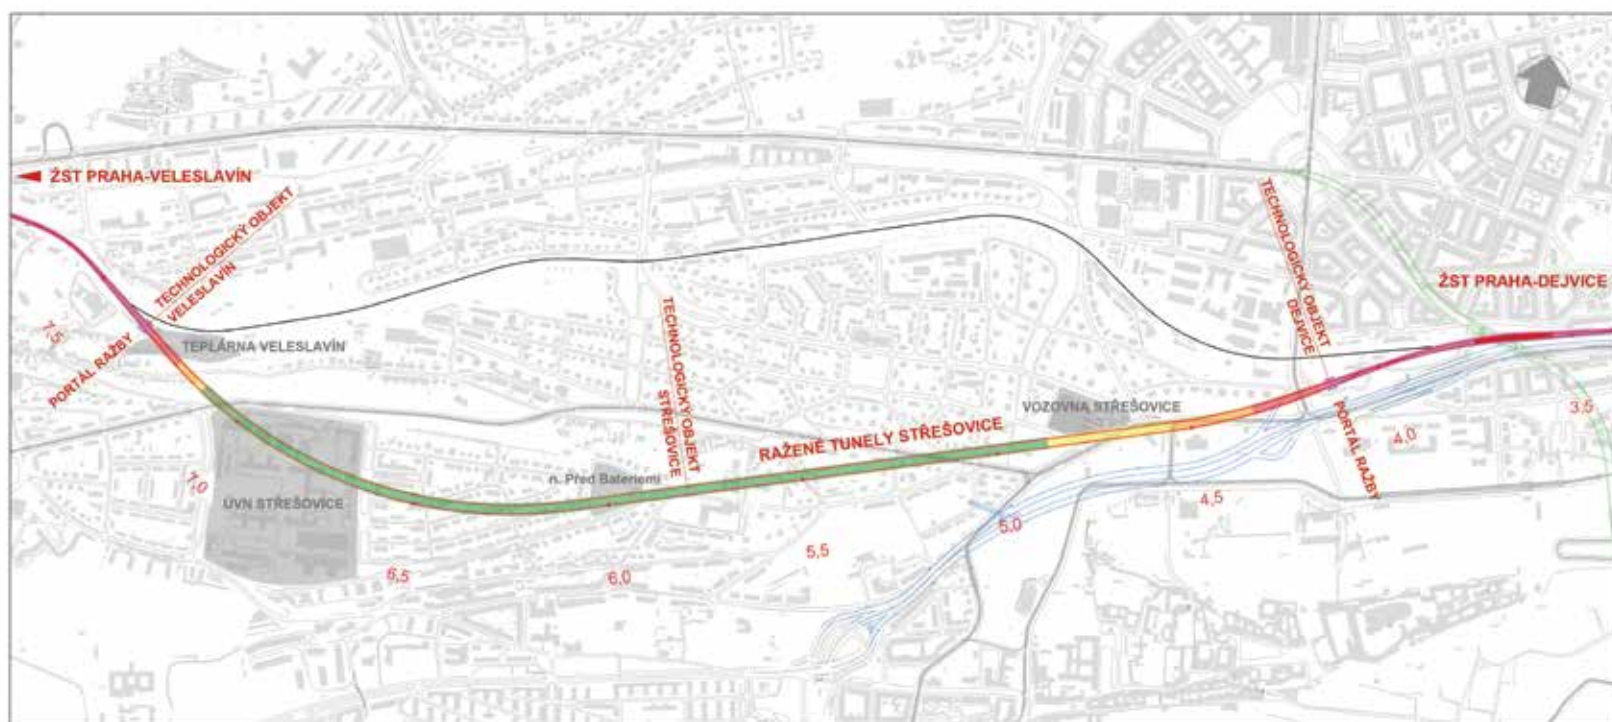 ŽST PRAHA-VELESLAVÍN
TECHNOLOGICKÝ OBJEKT
VELESLAVÍN
TECHNOLOGICKÝ OBJEKT
DEJVICE
ŽST PRAHA-DEJVICE
7,5
PORTÁL RAŽBY
TEPLÁRNA VELESLAVÍN
TECHNOLOGICKÝ OBJEKT
STŘEŠOVICE
VOZOVNA STŘEŠOVICE
3,5
RAŽENÉ TUNELY STŘEŠOVICE
PORTÁL RAŽBY
4,0
7,0
n. Před Bateriemi
ÚVN STŘEŠOVICE
4,5
5,0
5,5
6,5
6,0